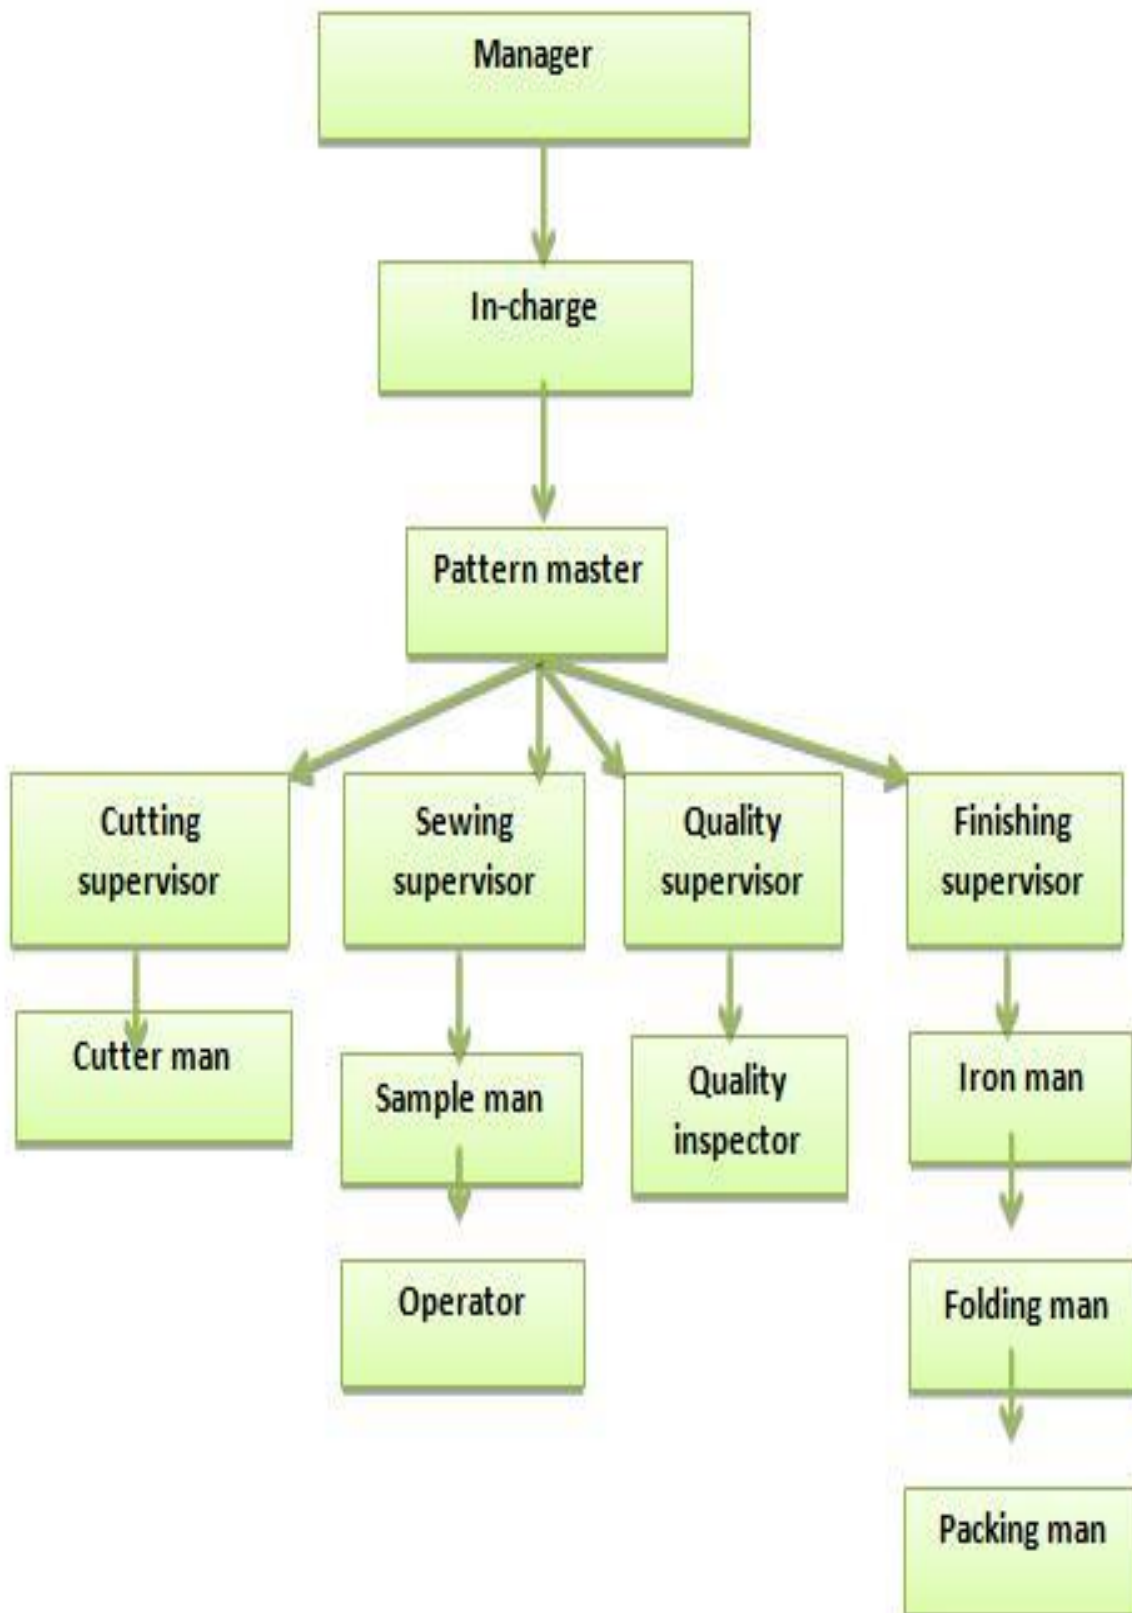 Manager
In-charge
Pattern master
Cutting
supervisor
Sewing
supervisor
Quality
supervisor
Finishing
supervisor
Cutter man
Sample man
Quality
inspector
Iron man
Operator
Folding man
Packing man